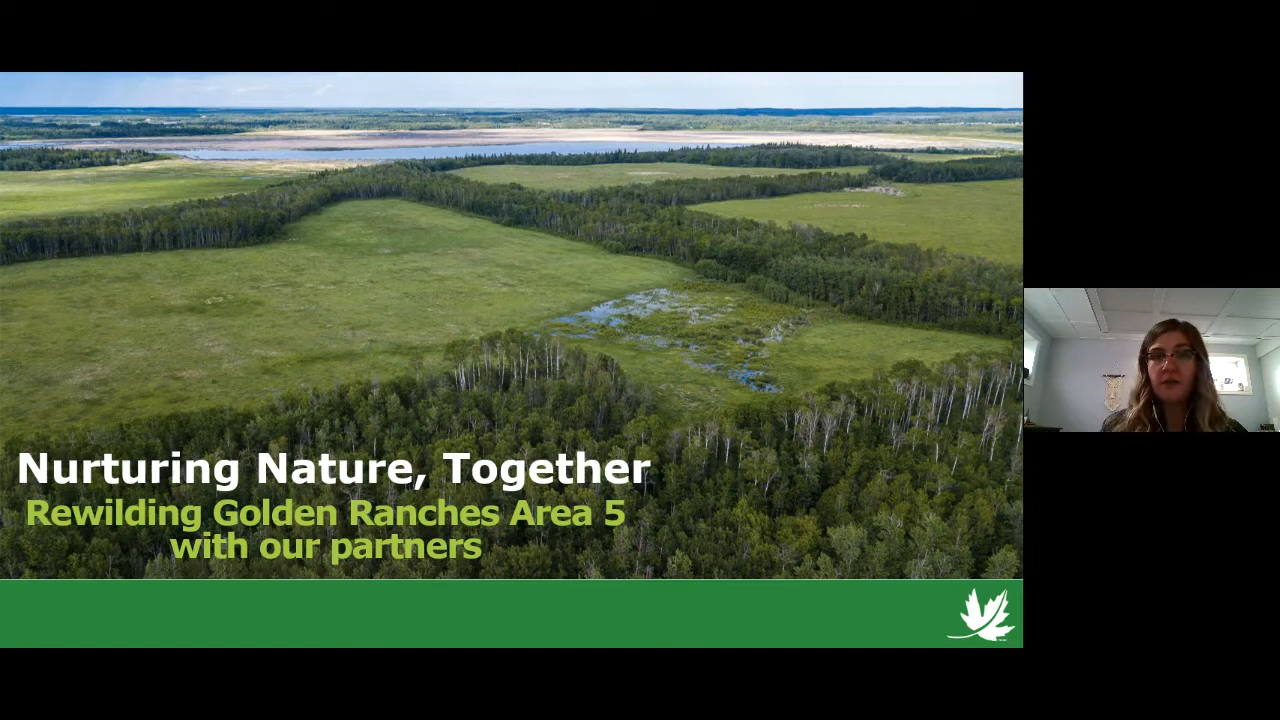 Nurturing Nature, Together
Rewilding Golden Ranches Area 5
with our partners